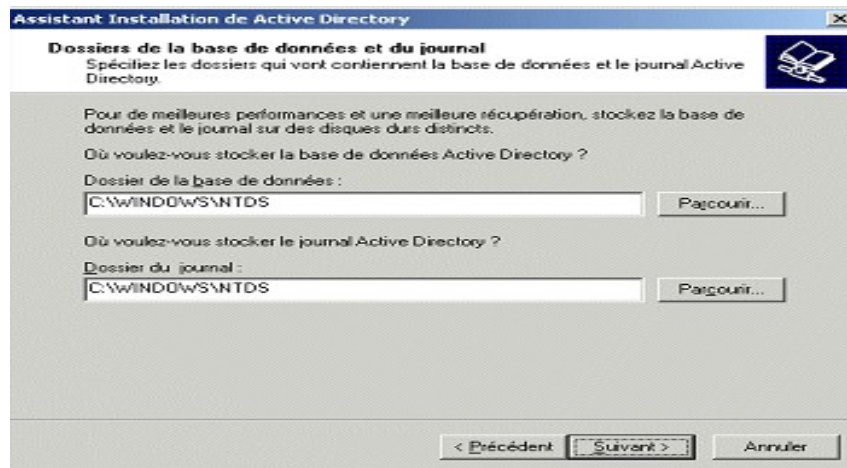 Assistant Installation de Active Directory
Dossiers de la base de données et du journal
Spécifiez les dossiers qui vont contiennent la base de données et le journal Active
Directory.
Pour de meilleures performances et une meilleure récupération, stockez la base de
données et le journal sur des disques durs distincts.
Où voulez-vous stocker la base de données Active Directory ?
Dossier de la base de données :
C:\WINDOWS\NTDS
Parcourir...
Où voulez-vous stocker le journal Active Directory ?
Dossier du journal :
C:\WINDOWS\NTDS
Parcourir...
< Précédent
Suivant >
Annuler